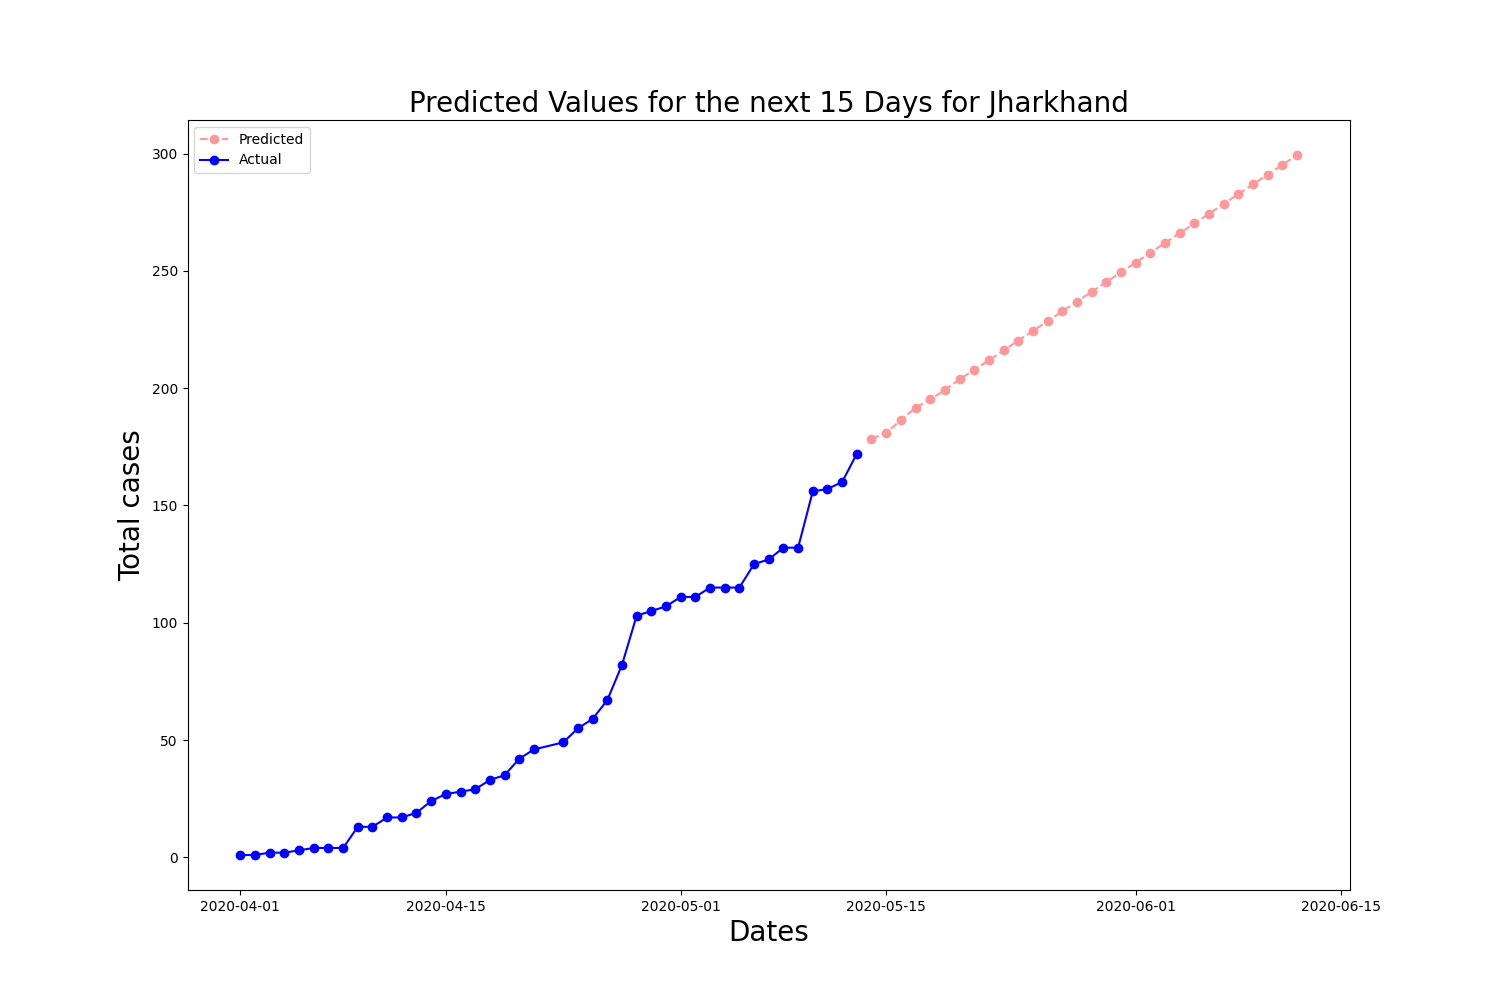 Predicted Values for the next 15 Days for Jharkhand
Predicted
Actual
300
250
200
150
100
50
0
Total cases
2020-04-01 2020-04-15 2020-05-01 2020-05-15 2020-06-01 2020-06-15
Dates